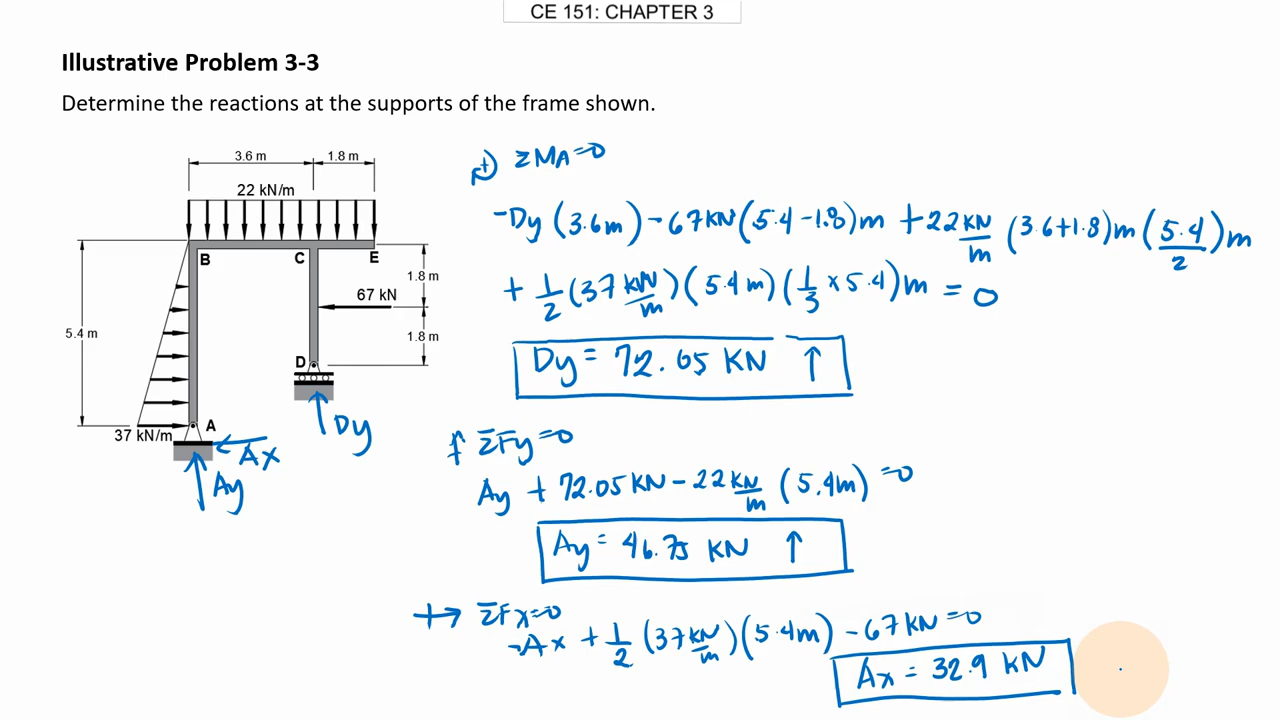 CE 151: CHAPTER 3
Illustrative Problem 3-3
Determine the reactions at the supports of the frame shown.
3.6 m
1.8 m
22 kN/m
B
C
E
1.8 m
67 kN
5.4 m
1.8 m
D
A
37 kN/m
Ax
Ay
Dy
+ ΣMA=0
-Dy (3.6m) - 67KN (5.4-1.8)m + 22 KN/m (3.6+1.8)m (5.4/2)m
+ 1/2 (37 KN/m) (5.4m) (1/3 × 5.4)m = 0
Dy = 72.05 KN ↑
↑ ΣFy=0
Ay + 72.05 KN - 22 KN/m (5.4m) =0
Ay = 46.75 KN ↑
+→ ΣFx=0
-Ax + 1/2 (37 KN/m) (5.4m) - 67 KN =0
Ax = 32.9 KN